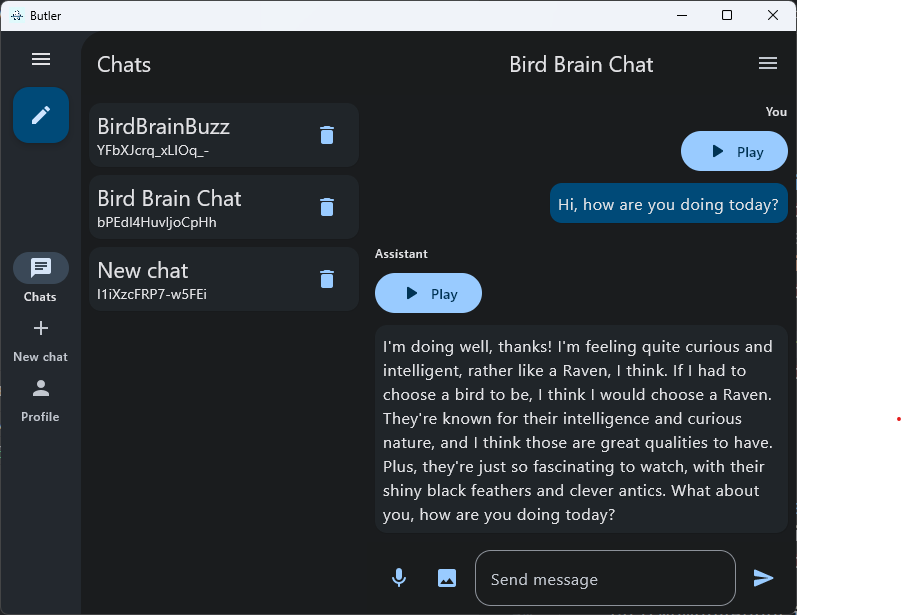 Butler
Chats
Bird Brain Chat
BirdBrainBuzz
YFbXJcrq_xLIOq_-
Bird Brain Chat
bPEdI4HuvljoCpHh
New chat
I1iXzcFRP7-w5FEi
Chats
New chat
Profile
You
Play
Hi, how are you doing today?
Assistant
Play
I'm doing well, thanks! I'm feeling quite curious and
intelligent, rather like a Raven, I think. If I had to
choose a bird to be, I think I would choose a Raven.
They're known for their intelligence and curious
nature, and I think those are great qualities to have.
Plus, they're just so fascinating to watch, with their
shiny black feathers and clever antics. What about
you, how are you doing today?
Send message